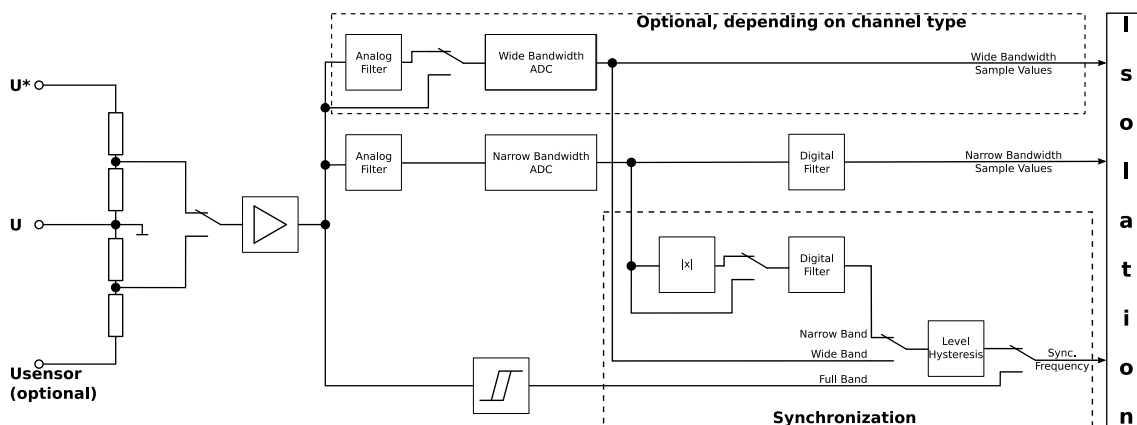 Optional, depending on channel type
Analog
Filter
Wide Bandwidth
ADC
Wide Bandwidth
Sample Values
U*
Analog
Filter
Narrow Bandwidth
ADC
Digital
Filter
Narrow Bandwidth
Sample Values
U
|x|
Digital
Filter
Narrow Band
Wide Band
Full Band
Level
Hysteresis
Sync.
Frequency
Usensor
(optional)
Synchronization
I
s
o
l
a
t
i
o
n